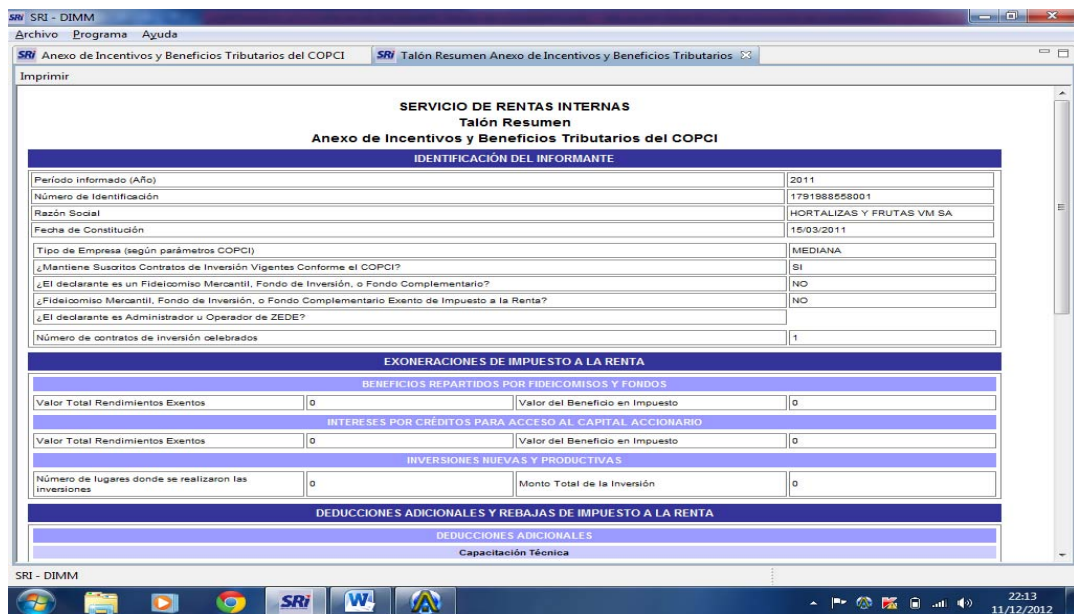 SRi SRI - DIMM
Archivo Programa Ayuda
SRi Anexo de Incentivos y Beneficios Tributarios del COPCI SRi Talón Resumen Anexo de Incentivos y Beneficios Tributarios
Imprimir
SERVICIO DE RENTAS INTERNAS
Talón Resumen
Anexo de Incentivos y Beneficios Tributarios del COPCI
IDENTIFICACIÓN DEL INFORMANTE
Período informado (Año) 2011
Número de Identificación 1791988558001
Razón Social HORTALIZAS Y FRUTAS VM SA
Fecha de Constitución 15/03/2011
Tipo de Empresa (según parámetros COPCI) MEDIANA
¿Mantiene Suscritos Contratos de Inversión Vigentes Conforme el COPCI? SI
¿El declarante es un Fideicomiso Mercantil, Fondo de Inversión, o Fondo Complementario? NO
¿Fideicomiso Mercantil, Fondo de Inversión, o Fondo Complementario Exento de Impuesto a la Renta? NO
¿El declarante es Administrador u Operador de ZEDE?
Número de contratos de inversión celebrados 1
EXONERACIONES DE IMPUESTO A LA RENTA
BENEFICIOS REPARTIDOS POR FIDEICOMISOS Y FONDOS
Valor Total Rendimientos Exentos 0 Valor del Beneficio en Impuesto 0
INTERESES POR CRÉDITOS PARA ACCESO AL CAPITAL ACCIONARIO
Valor Total Rendimientos Exentos 0 Valor del Beneficio en Impuesto 0
INVERSIONES NUEVAS Y PRODUCTIVAS
Número de lugares donde se realizaron las
inversiones 0 Monto Total de la Inversión 0
DEDUCCIONES ADICIONALES Y REBAJAS DE IMPUESTO A LA RENTA
DEDUCCIONES ADICIONALES
Capacitación Técnica
SRI - DIMM
SRi W
22:13
11/12/2012